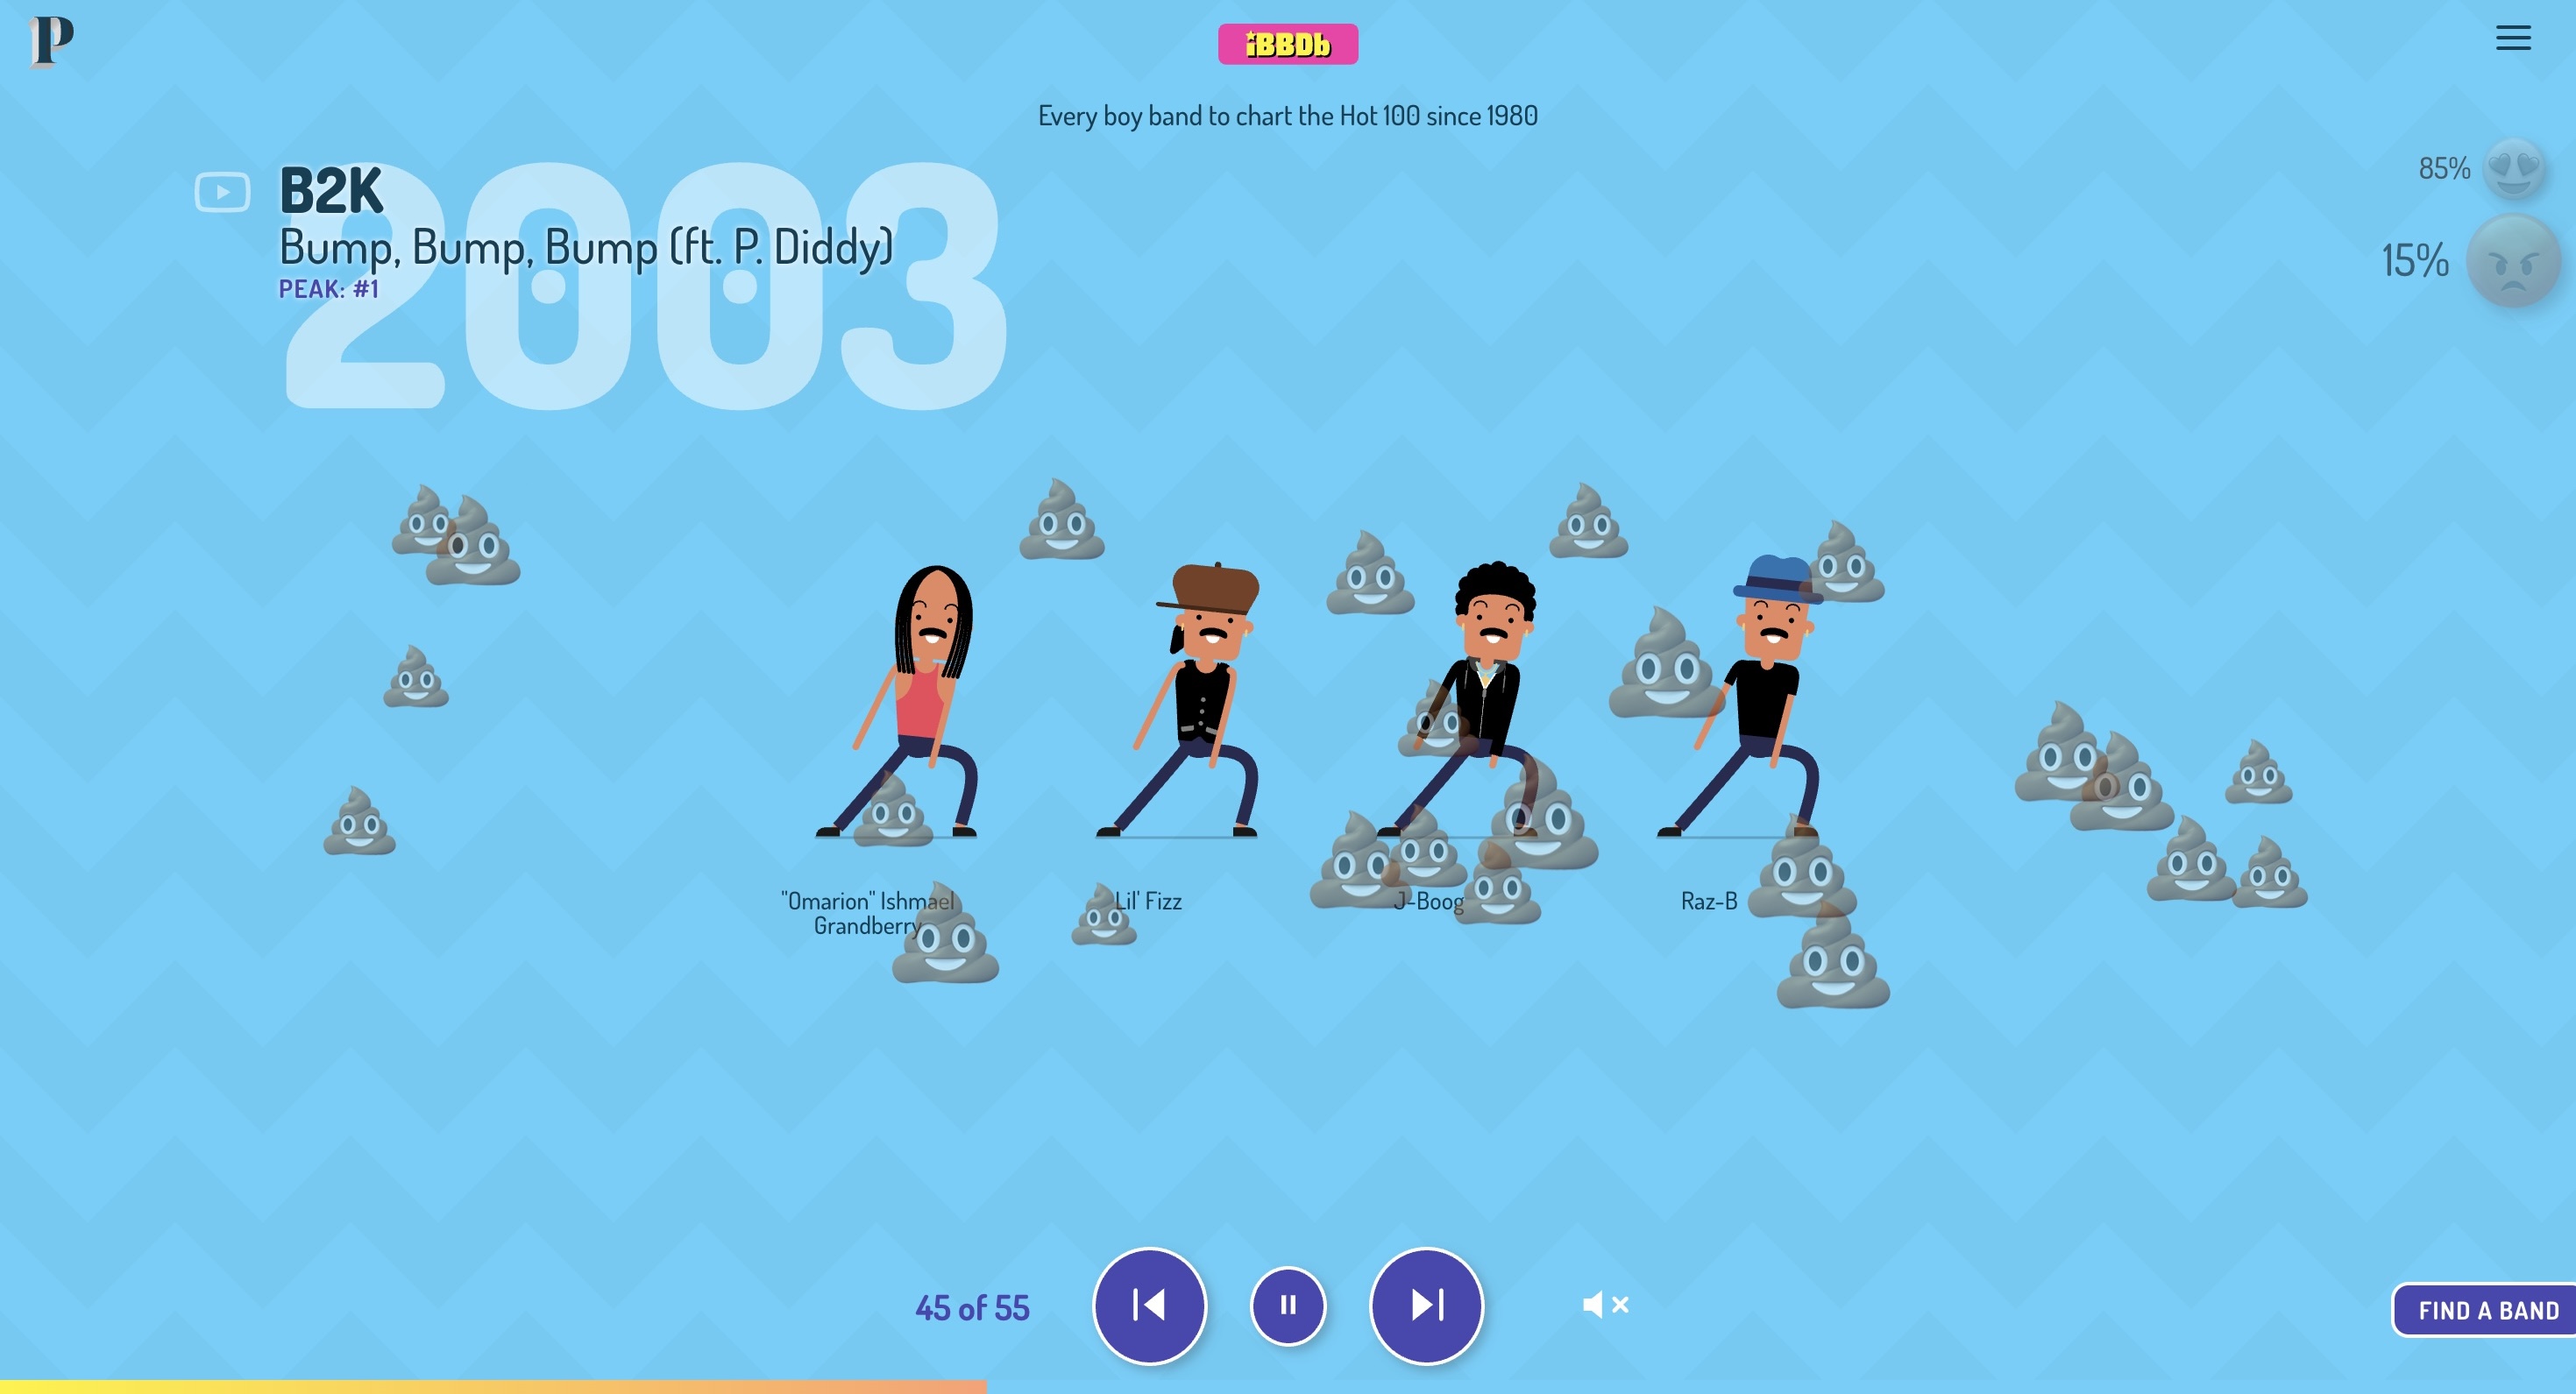 P
iBBDb
Every boy band to chart the Hot 100 since 1980
2003
B2K
Bump, Bump, Bump (ft. P. Diddy)
PEAK: #1
85%
15%
"Omarion" Ishmael
Grandberry
Lil' Fizz
J-Boog
Raz-B
45 of 55
FIND A BAND